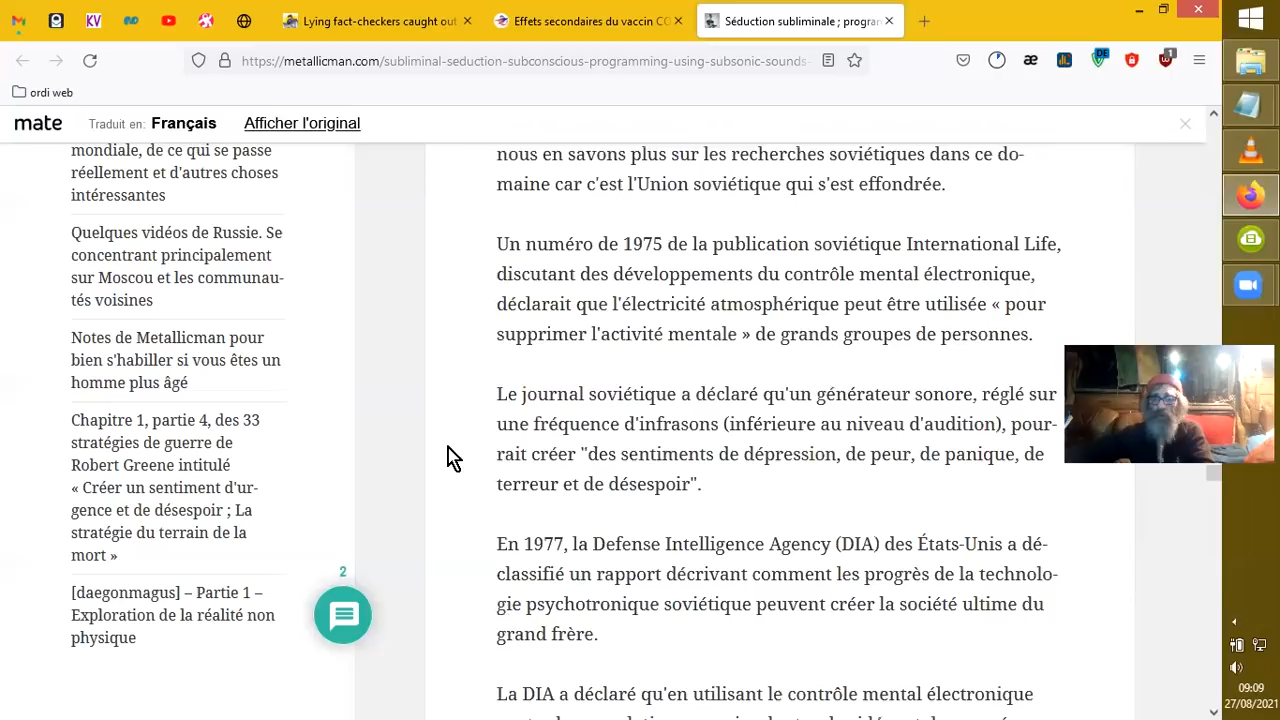 Lying fact-checkers caught out
Effets secondaires du vaccin CO
Séduction subliminale ; progra
KV
https://metallicman.com/subliminal-seduction-subconscious-programming-using-subsonic-sounds-
æ
DE
1
ordi web
mate
Traduit en: Français
Afficher l'original
mondiale, de ce qui se passe
réellement et d'autres choses
intéressantes
Quelques vidéos de Russie. Se
concentrant principalement
sur Moscou et les communau-
tés voisines
Notes de Metallicman pour
bien s'habiller si vous êtes un
homme plus âgé
Chapitre 1, partie 4, des 33
stratégies de guerre de
Robert Greene intitulé
« Créer un sentiment d'ur-
gence et de désespoir ; La
stratégie du terrain de la
mort »
[daegonmagus] – Partie 1 –
Exploration de la réalité non
physique
2
nous en savons plus sur les recherches soviétiques dans ce do-
maine car c'est l'Union soviétique qui s'est effondrée.
Un numéro de 1975 de la publication soviétique International Life,
discutant des développements du contrôle mental électronique,
déclarait que l'électricité atmosphérique peut être utilisée « pour
supprimer l'activité mentale » de grands groupes de personnes.
Le journal soviétique a déclaré qu'un générateur sonore, réglé sur
une fréquence d'infrasons (inférieure au niveau d'audition), pour-
rait créer "des sentiments de dépression, de peur, de panique, de
terreur et de désespoir".
En 1977, la Defense Intelligence Agency (DIA) des États-Unis a dé-
classifié un rapport décrivant comment les progrès de la technolo-
gie psychotronique soviétique peuvent créer la société ultime du
grand frère.
La DIA a déclaré qu'en utilisant le contrôle mental électronique
09:09
27/08/2021